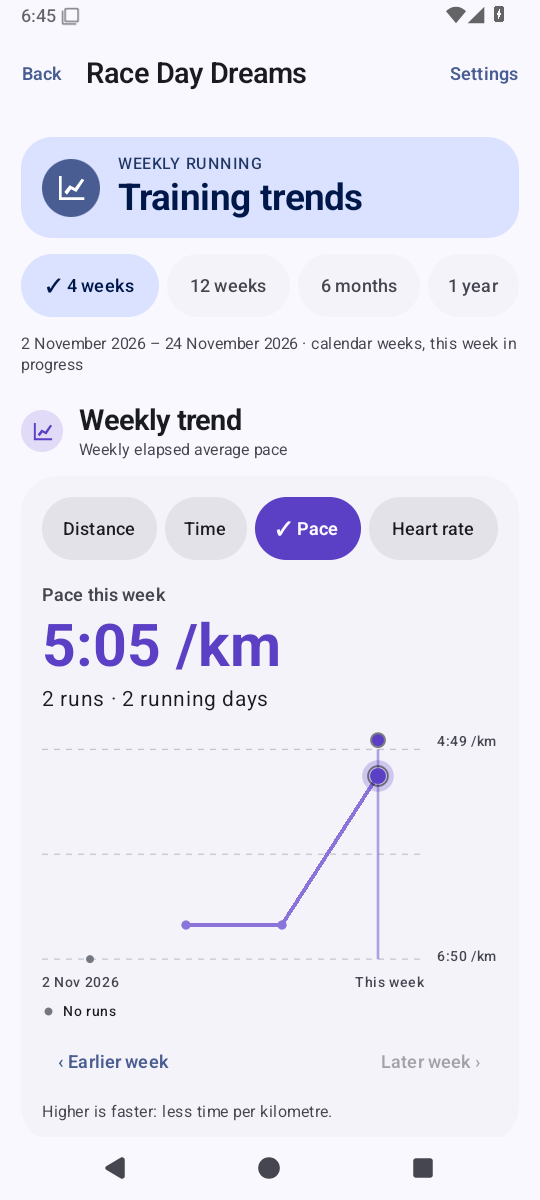 6:45
Back
Race Day Dreams
Settings
WEEKLY RUNNING
Training trends
✓ 4 weeks
12 weeks
6 months
1 year
2 November 2026 – 24 November 2026 · calendar weeks, this week in
progress
Weekly trend
Weekly elapsed average pace
Distance
Time
✓ Pace
Heart rate
Pace this week
5:05 /km
2 runs · 2 running days
4:49 /km
6:50 /km
2 Nov 2026
This week
No runs
‹ Earlier week
Later week ›
Higher is faster: less time per kilometre.